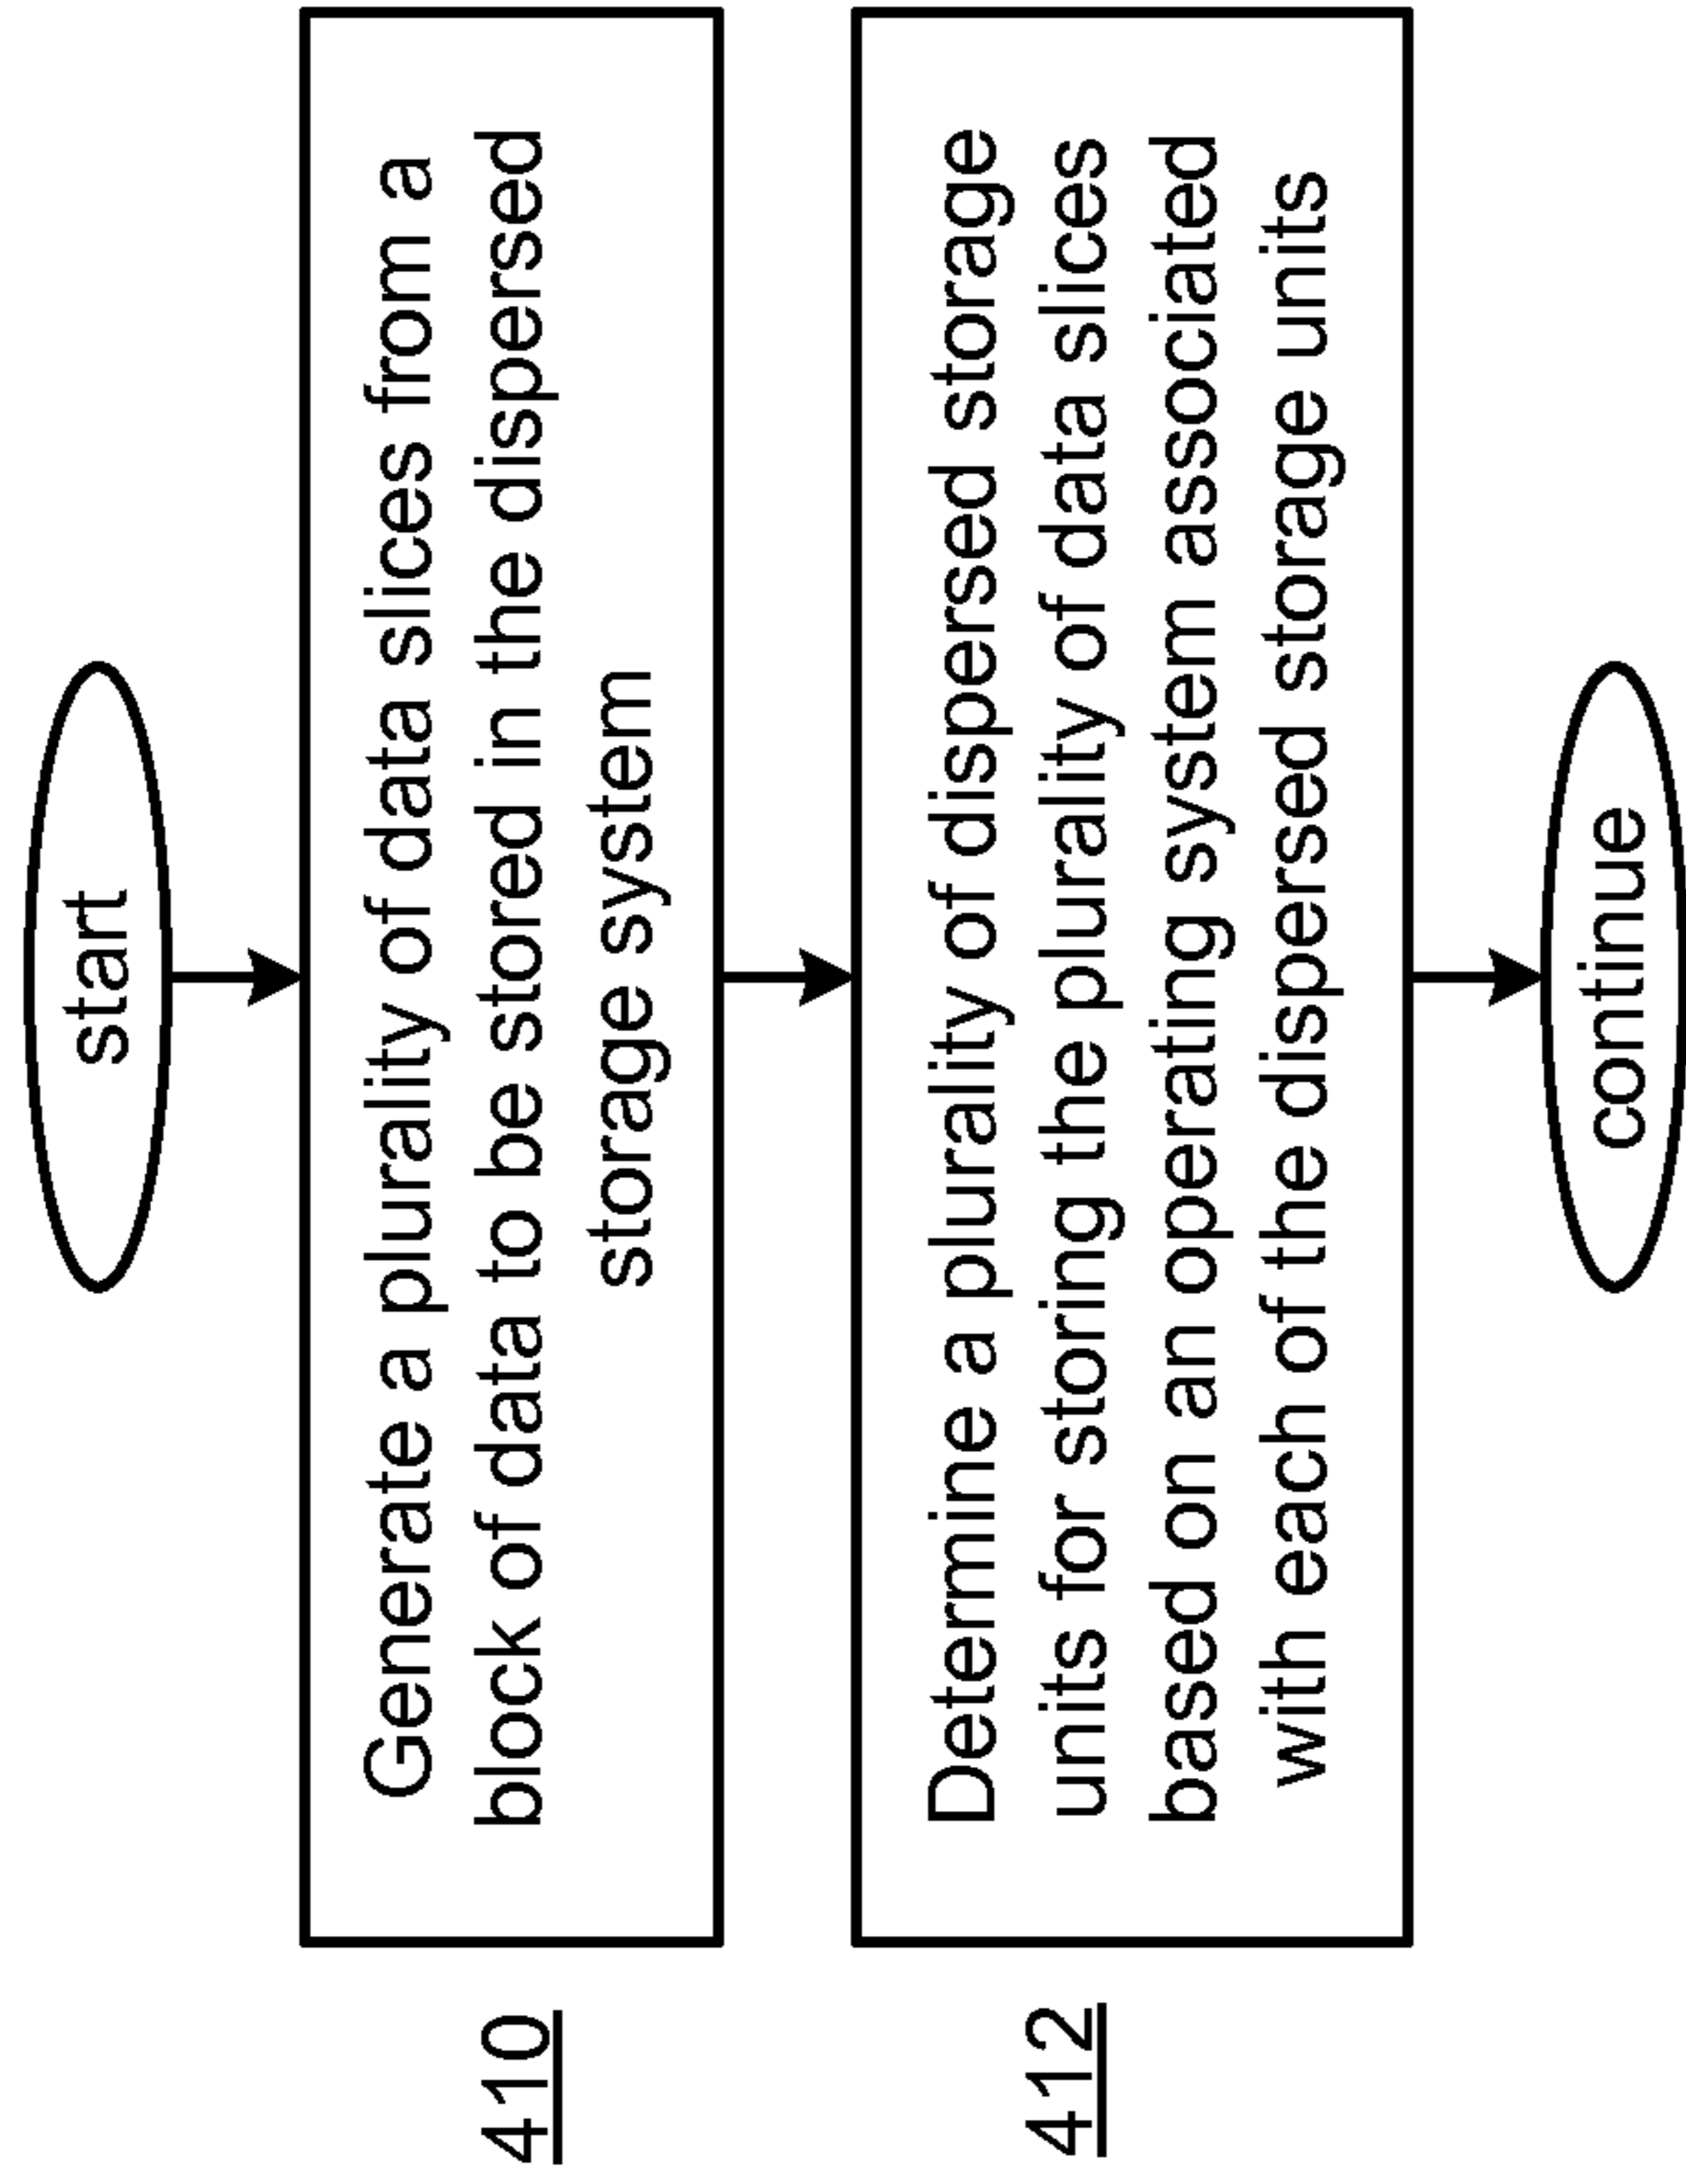 start
410
Generate a plurality of data slices from a
block of data to be stored in the dispersed
storage system
412
Determine a plurality of dispersed storage
units for storing the plurality of data slices
based on an operating system associated
with each of the dispersed storage units
continue